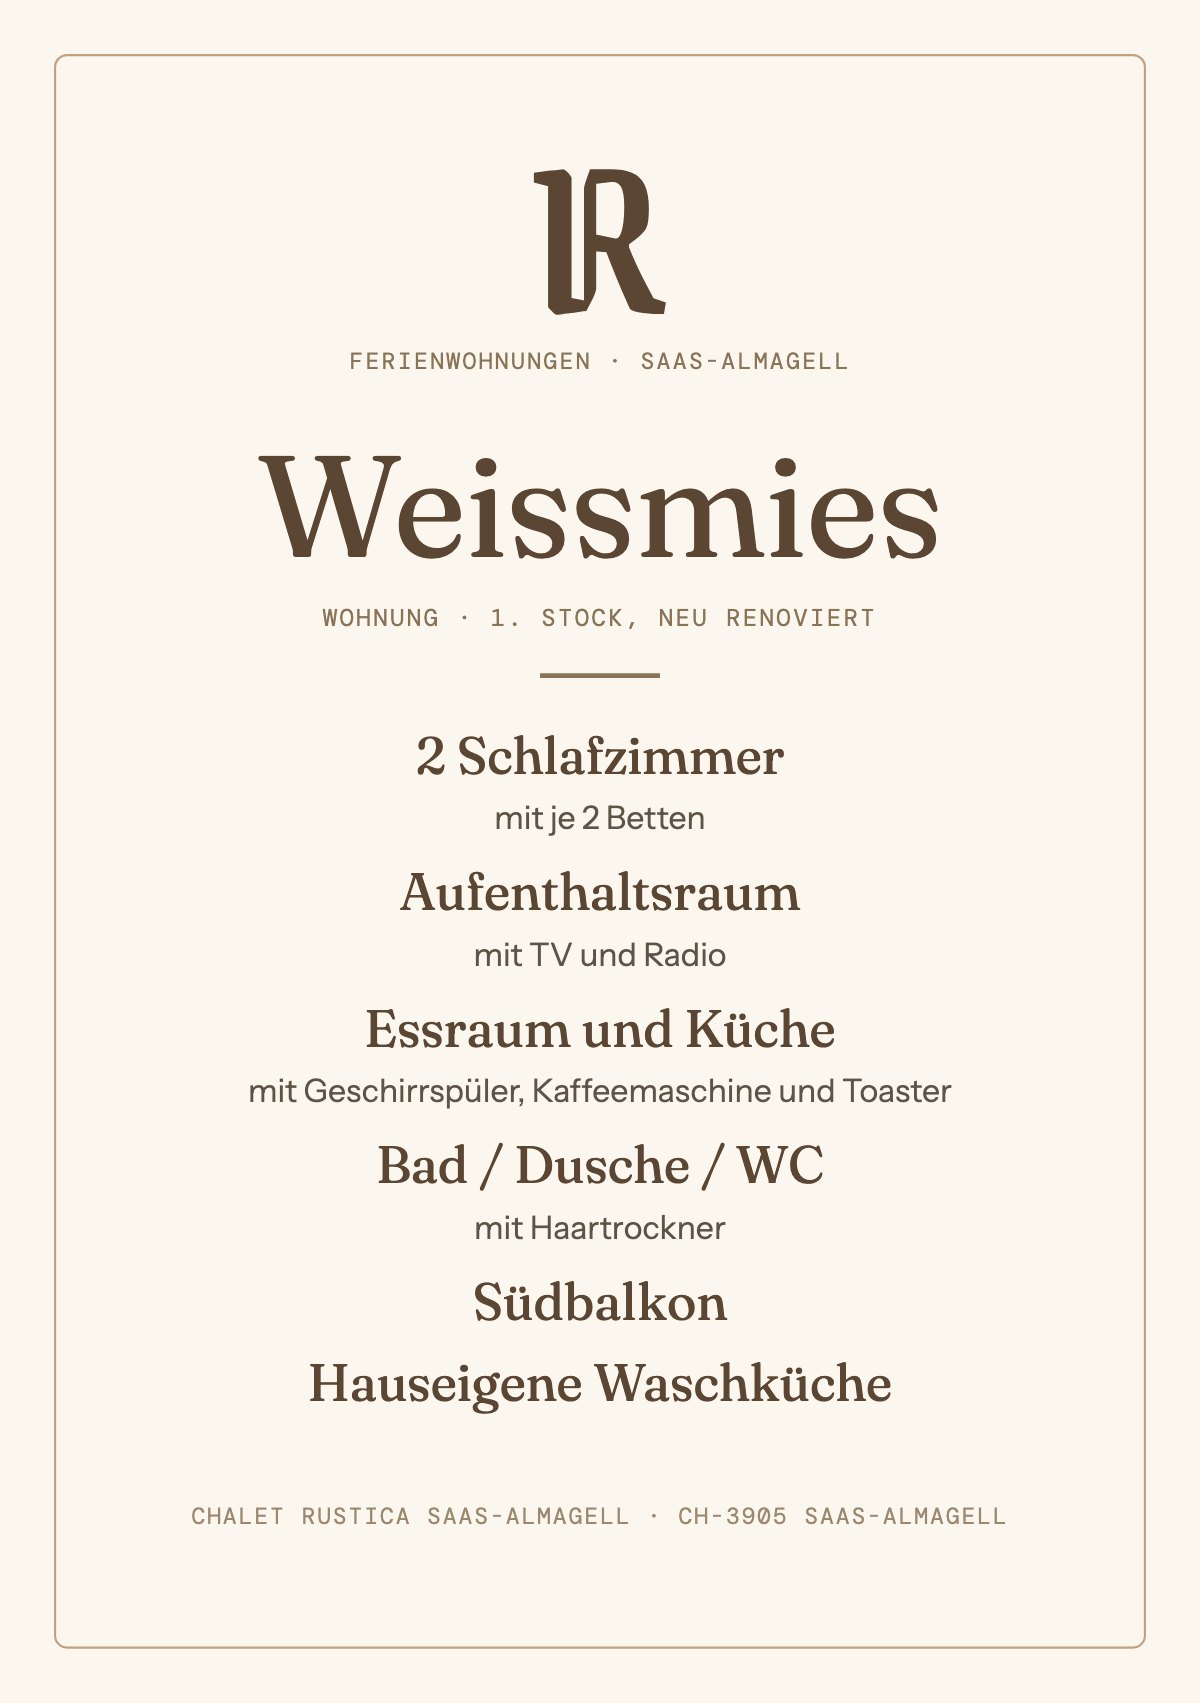 R
FERIENWOHNUNGEN · SAAS-ALMAGELL
Weissmies
WOHNUNG · 1. STOCK, NEU RENOVIERT
2 Schlafzimmer
mit je 2 Betten
Aufenthaltsraum
mit TV und Radio
Essraum und Küche
mit Geschirrspüler, Kaffeemaschine und Toaster
Bad / Dusche / WC
mit Haartrockner
Südbalkon
Hauseigene Waschküche
CHALET RUSTICA SAAS-ALMAGELL · CH-3905 SAAS-ALMAGELL